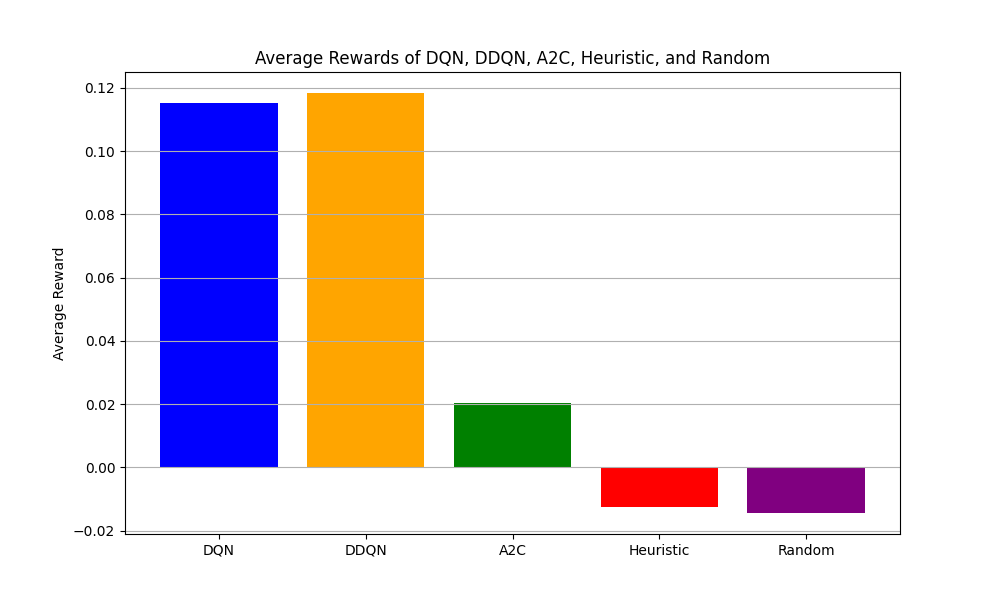 Average Rewards of DQN, DDQN, A2C, Heuristic, and Random
0.12
0.10
0.08
0.06
0.04
0.02
0.00
−0.02
Average Reward
DQN DDQN A2C Heuristic Random